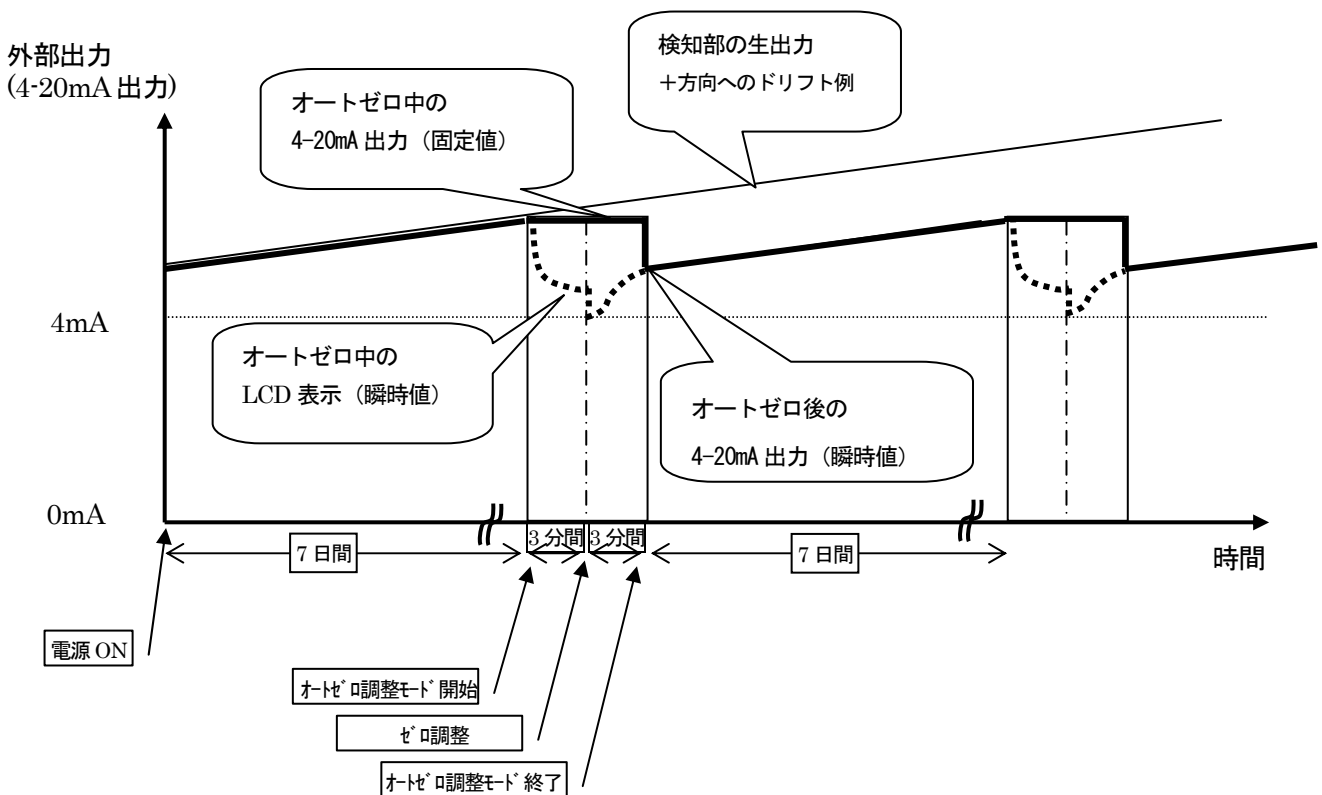 外部出力
(4-20mA 出力)
検知部の生出力
＋方向へのドリフト例
オートゼロ中の
4-20mA 出力（固定値）
4mA
オートゼロ中の
LCD 表示（瞬時値）
オートゼロ後の
4-20mA 出力（瞬時値）
0mA
3 分間
3 分間
7 日間
7 日間
時間
電源 ON
ｵｰﾄｾﾞﾛ調整ﾓｰﾄﾞ開始
ｾﾞﾛ調整
ｵｰﾄｾﾞﾛ調整ﾓｰﾄﾞ終了